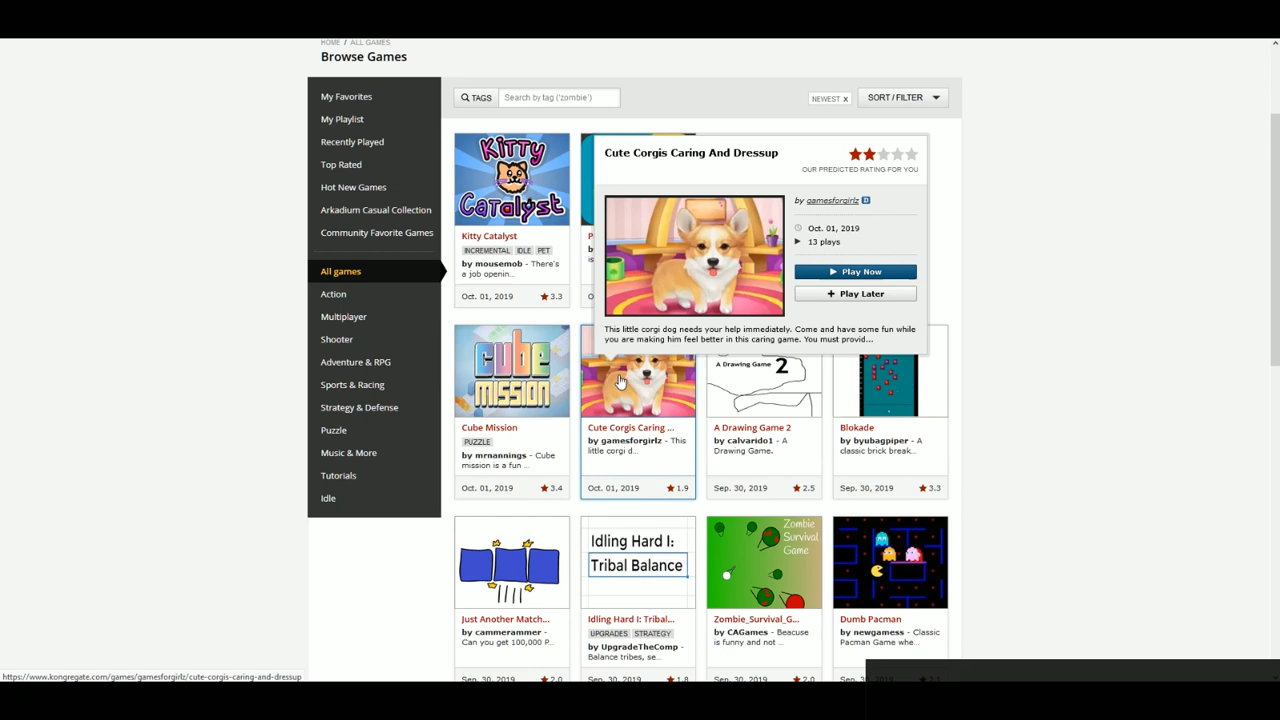 HOME / ALL GAMES
Browse Games
My Favorites
My Playlist
Recently Played
Top Rated
Hot New Games
Arkadium Casual Collection
Community Favorite Games
All games
Action
Multiplayer
Shooter
Adventure & RPG
Sports & Racing
Strategy & Defense
Puzzle
Music & More
Tutorials
Idle
TAGS
Search by tag ('zombie')
NEWEST x
SORT / FILTER
KITTY
CATALYST
Kitty Catalyst
INCREMENTAL IDLE PET
by mousemob - There's
a job openin...
Oct. 01, 2019 3.3
Cute Corgis Caring And Dressup
OUR PREDICTED RATING FOR YOU
by gamesforgirlz D
Oct. 01, 2019
13 plays
Play Now
Play Later
This little corgi dog needs your help immediately. Come and have some fun while
you are making him feel better in this caring game. You must provid...
cube
MISSION
Cube Mission
PUZZLE
by mrnannings - Cube
mission is a fun ...
Oct. 01, 2019 3.4
Cute Corgis Caring ...
by gamesforgirlz - This
little corgi d...
Oct. 01, 2019 1.9
A Drawing Game 2
A Drawing Game 2
by calvarido1 - A
Drawing Game.
Sep. 30, 2019 2.5
Blokade
by byubagpiper - A
classic brick break...
Sep. 30, 2019 3.3
Just Another Match...
by cammerammer -
Can you get 100,000 P...
Sep. 30, 2019 2.0
Idling Hard I:
Tribal Balance
Idling Hard I: Tribal...
UPGRADES STRATEGY
by UpgradeTheComp -
Balance tribes, se...
Sep. 30, 2019 1.8
Zombie
Survival
Game
Zombie_Survival_G...
by CAGames - Beacuse
is funny and not ...
Dumb Pacman
by newgamess - Classic
Pacman Game whe...
https://www.kongregate.com/games/gamesforgirlz/cute-corgis-caring-and-dressup